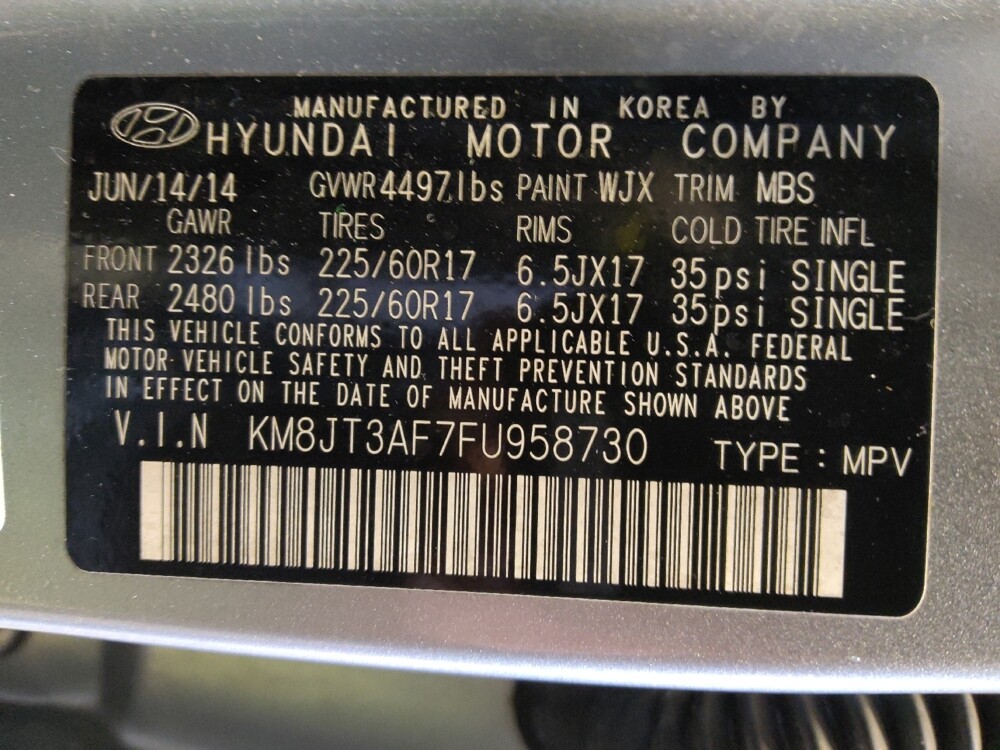 MANUFACTURED IN KOREA BY
HYUNDAI MOTOR COMPANY
JUN/14/14 GVWR 4497lbs PAINT WJX TRIM MBS
GAWR TIRES RIMS COLD TIRE INFL
FRONT 2326 lbs 225/60R17 6.5JX17 35psi SINGLE
REAR 2480 lbs 225/60R17 6.5JX17 35psi SINGLE
THIS VEHICLE CONFORMS TO ALL APPLICABLE U.S.A. FEDERAL
MOTOR VEHICLE SAFETY AND THEFT PREVENTION STANDARDS
IN EFFECT ON THE DATE OF MANUFACTURE SHOWN ABOVE
V.I.N KM8JT3AF7FU958730 TYPE : MPV